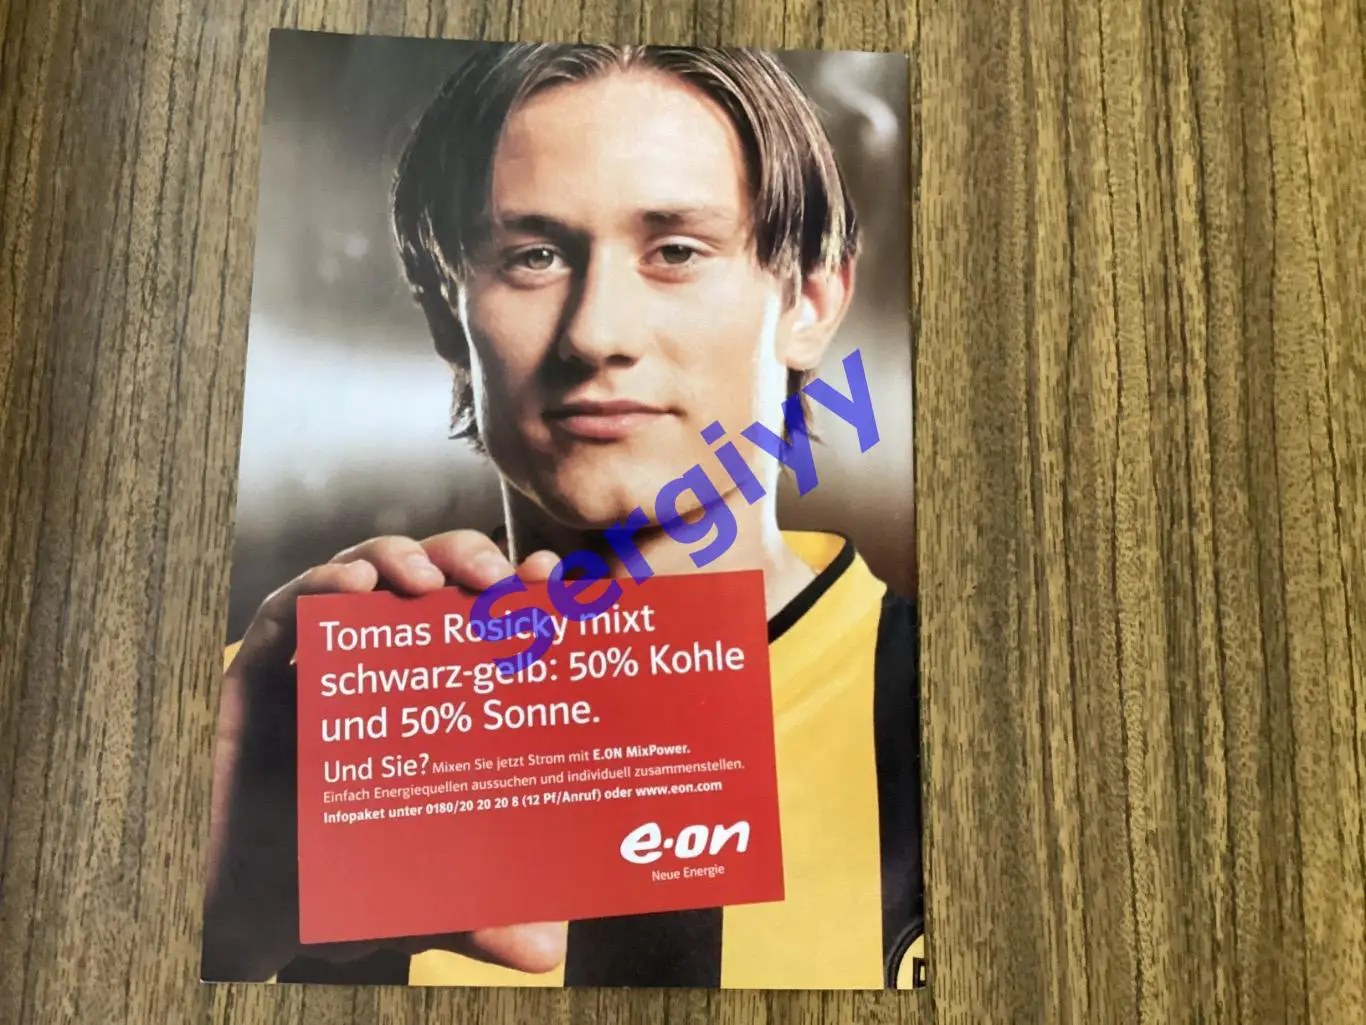 Tomas Rosicky mixt
schwarz-gelb: 50% Kohle
und 50% Sonne.
Und Sie? Mixen Sie jetzt Strom mit E.ON MixPower.
Einfach Energiequellen aussuchen und individuell zusammenstellen.
Infopaket unter 0180/20 20 20 8 (12 Pf/Anruf) oder www.eon.com
e·on
Neue Energie
Sergiyy